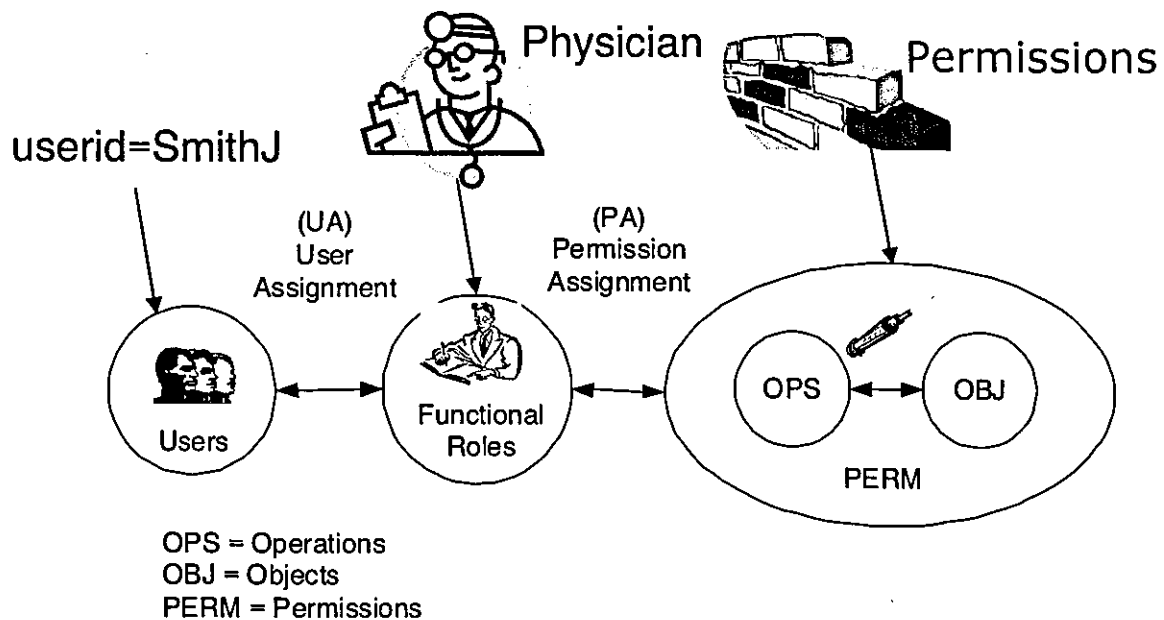 Physician
Permissions
userid=SmithJ
(UA)
User
Assignment
(PA)
Permission
Assignment
Users
Functional
Roles
OPS
OBJ
PERM
OPS = Operations
OBJ = Objects
PERM = Permissions